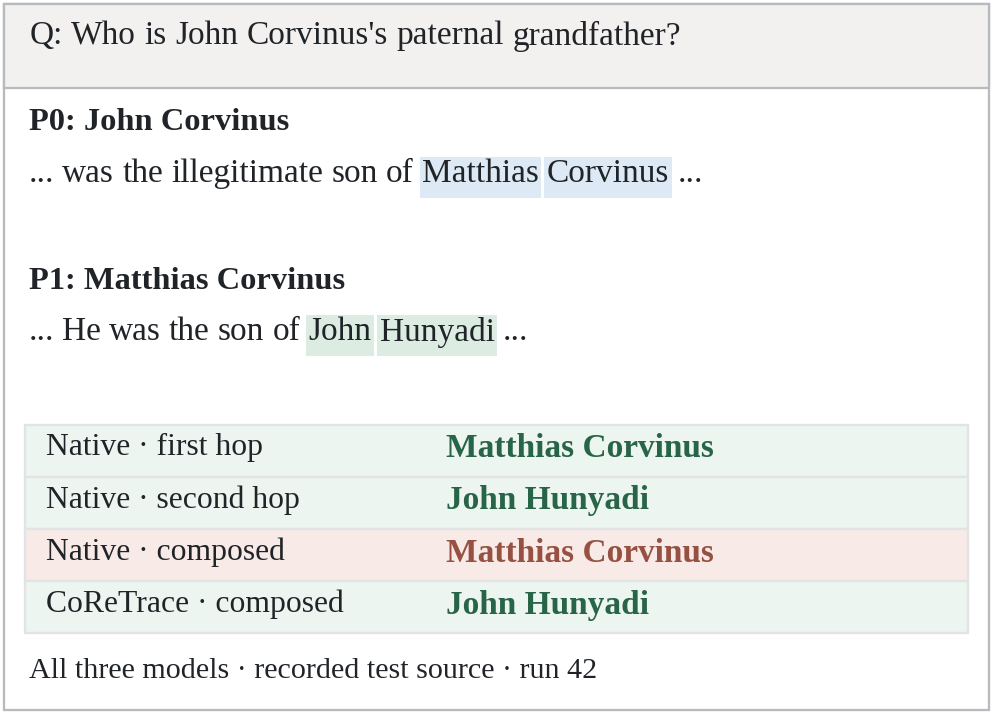 Q: Who is John Corvinus's paternal grandfather?
P0: John Corvinus
... was the illegitimate son of Matthias Corvinus ...
P1: Matthias Corvinus
... He was the son of John Hunyadi ...
Native · first hop Matthias Corvinus
Native · second hop John Hunyadi
Native · composed Matthias Corvinus
CoReTrace · composed John Hunyadi
All three models · recorded test source · run 42